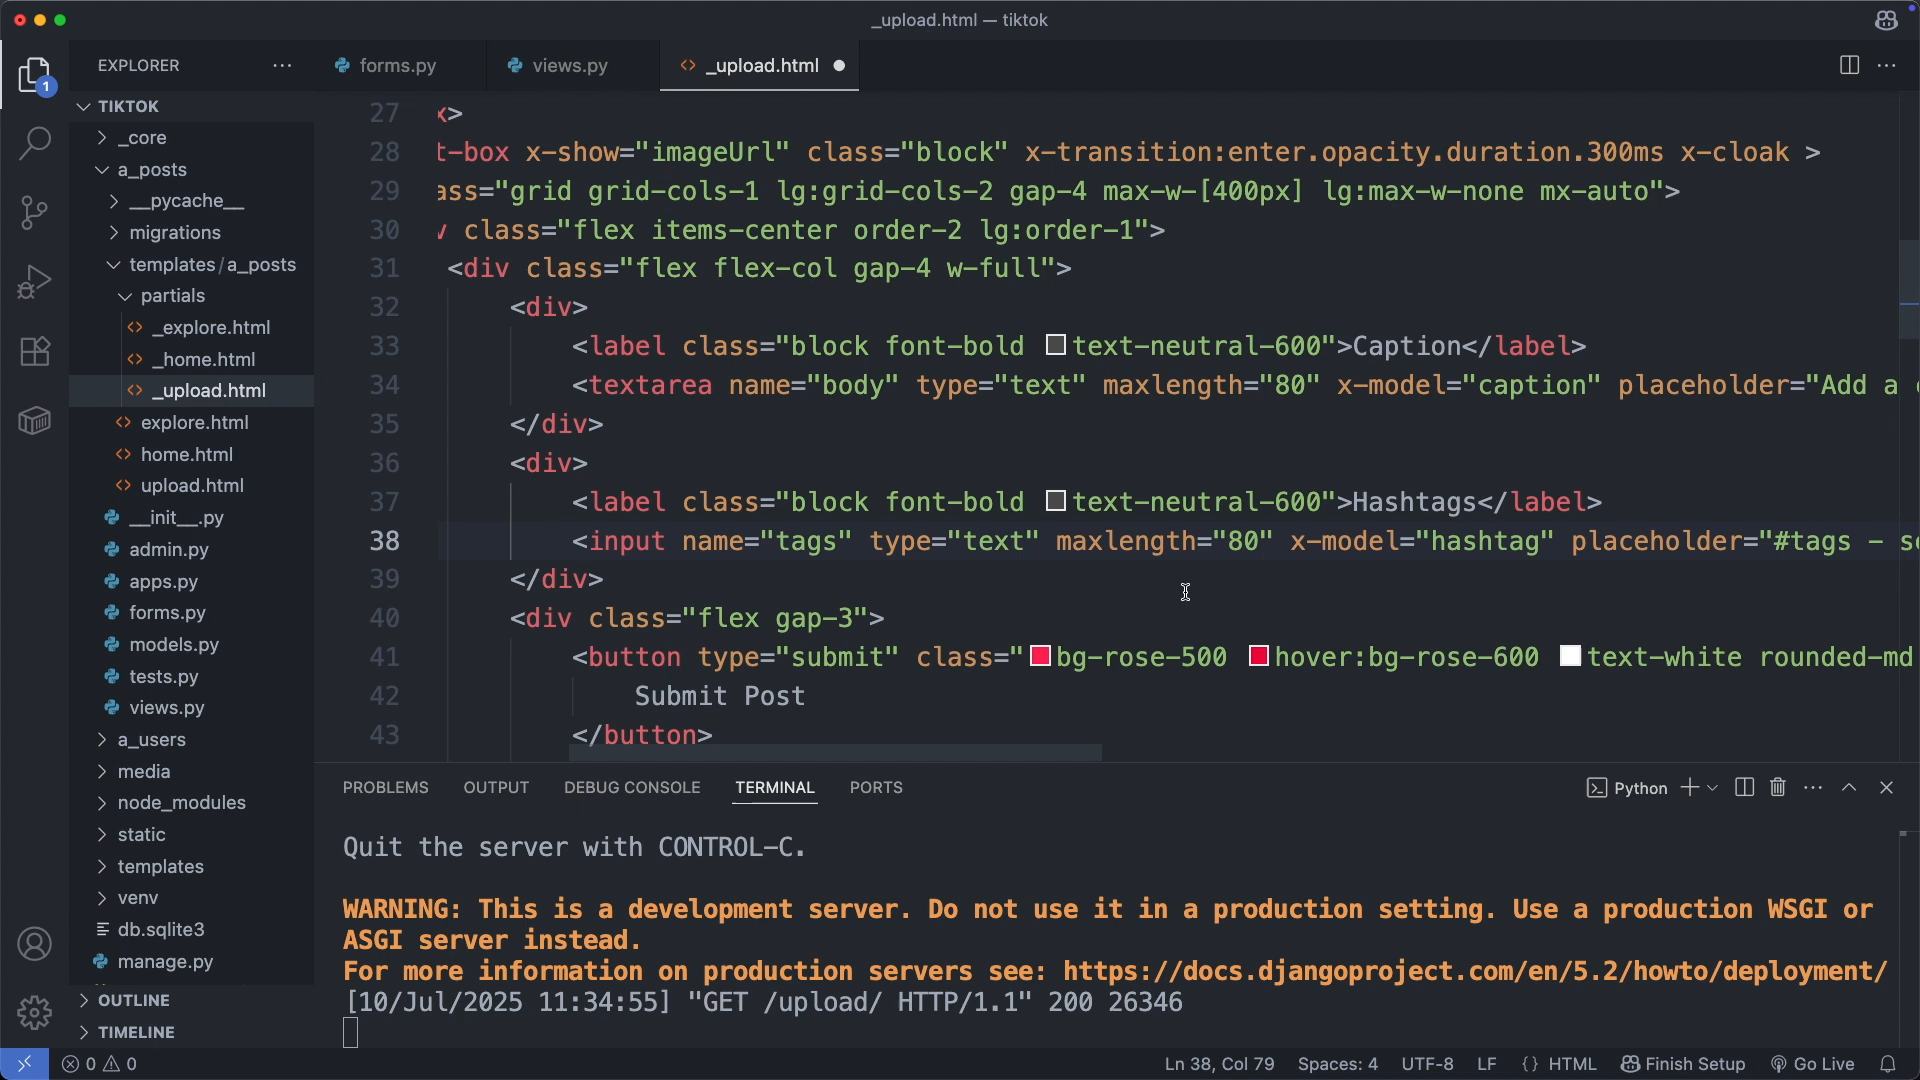 _upload.html — tiktok
EXPLORER
forms.py
views.py
_upload.html
1
TIKTOK
_core
a_posts
__pycache__
migrations
templates/a_posts
partials
_explore.html
_home.html
_upload.html
explore.html
home.html
upload.html
__init__.py
admin.py
apps.py
forms.py
models.py
tests.py
views.py
a_users
media
node_modules
static
templates
venv
db.sqlite3
manage.py
OUTLINE
TIMELINE
27 x>
28 t-box x-show="imageUrl" class="block" x-transition:enter.opacity.duration.300ms x-cloak >
29 ass="grid grid-cols-1 lg:grid-cols-2 gap-4 max-w-[400px] lg:max-w-none mx-auto">
30 v class="flex items-center order-2 lg:order-1">
31 <div class="flex flex-col gap-4 w-full">
32 <div>
33 <label class="block font-bold text-neutral-600">Caption</label>
34 <textarea name="body" type="text" maxlength="80" x-model="caption" placeholder="Add a
35 </div>
36 <div>
37 <label class="block font-bold text-neutral-600">Hashtags</label>
38 <input name="tags" type="text" maxlength="80" x-model="hashtag" placeholder="#tags – s
39 </div>
40 <div class="flex gap-3">
41 <button type="submit" class="bg-rose-500 hover:bg-rose-600 text-white rounded-md
42 Submit Post
43 </button>
PROBLEMS OUTPUT DEBUG CONSOLE TERMINAL PORTS
Python
Quit the server with CONTROL-C.
WARNING: This is a development server. Do not use it in a production setting. Use a production WSGI or
ASGI server instead.
For more information on production servers see: https://docs.djangoproject.com/en/5.2/howto/deployment/
[10/Jul/2025 11:34:55] "GET /upload/ HTTP/1.1" 200 26346
0 0
Ln 38, Col 79 Spaces: 4 UTF-8 LF {} HTML Finish Setup Go Live